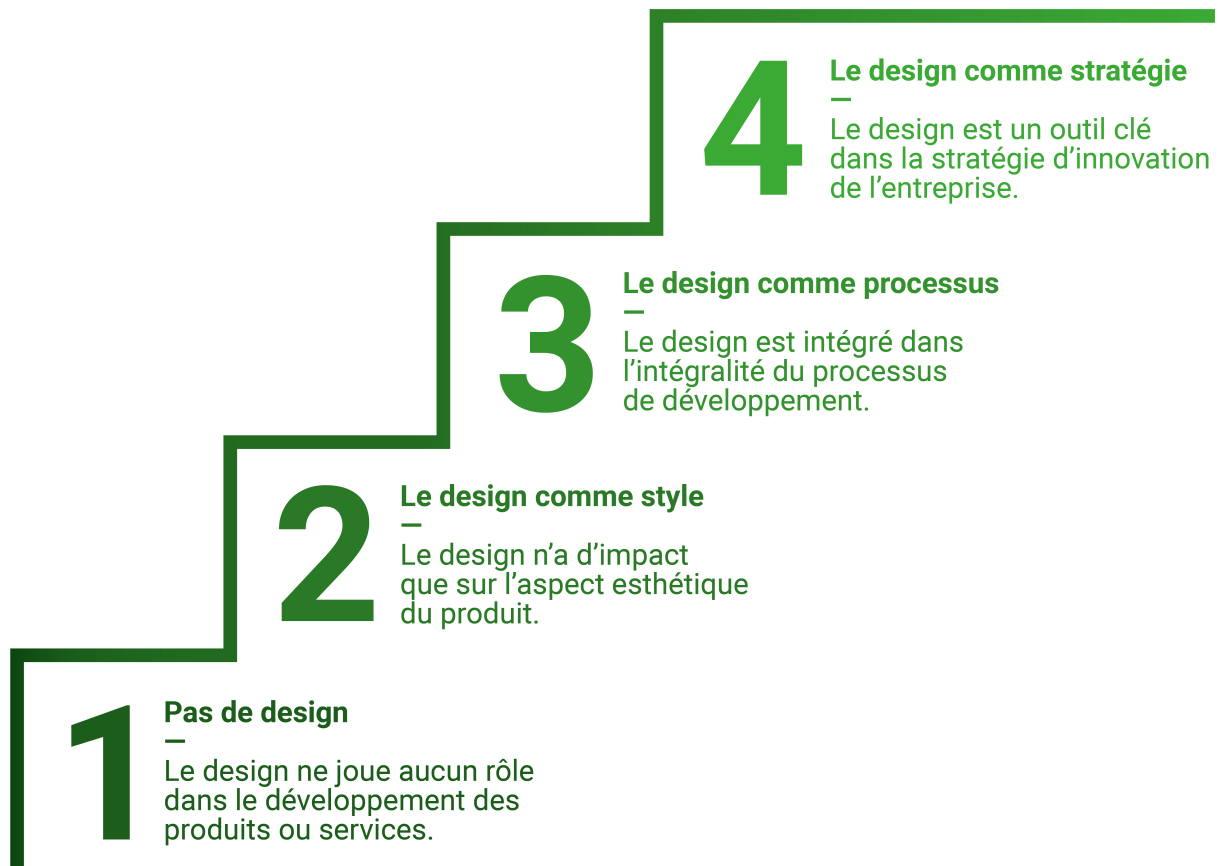 4
Le design comme stratégie
—
Le design est un outil clé
dans la stratégie d’innovation
de l’entreprise.
3
Le design comme processus
—
Le design est intégré dans
l’intégralité du processus
de développement.
2
Le design comme style
—
Le design n’a d’impact
que sur l’aspect esthétique
du produit.
1
Pas de design
—
Le design ne joue aucun rôle
dans le développement des
produits ou services.